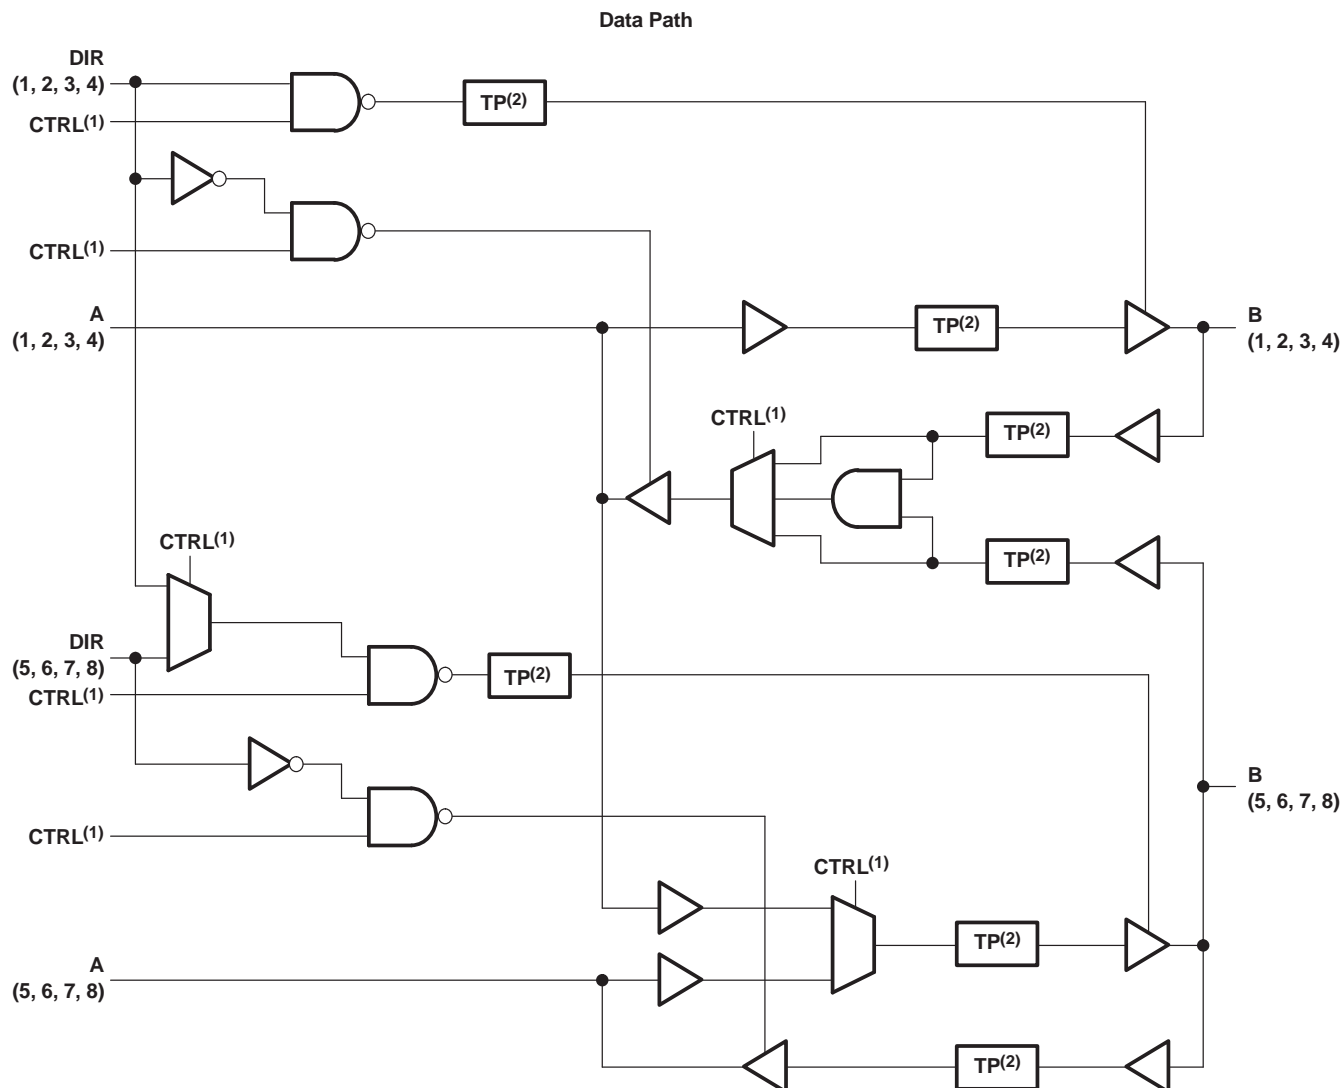 Data Path
DIR
(1, 2, 3, 4)
CTRL(1)
TP(2)
CTRL(1)
A
(1, 2, 3, 4)
TP(2)
B
(1, 2, 3, 4)
CTRL(1)
TP(2)
TP(2)
CTRL(1)
DIR
(5, 6, 7, 8)
CTRL(1)
TP(2)
CTRL(1)
B
(5, 6, 7, 8)
CTRL(1)
TP(2)
A
(5, 6, 7, 8)
TP(2)